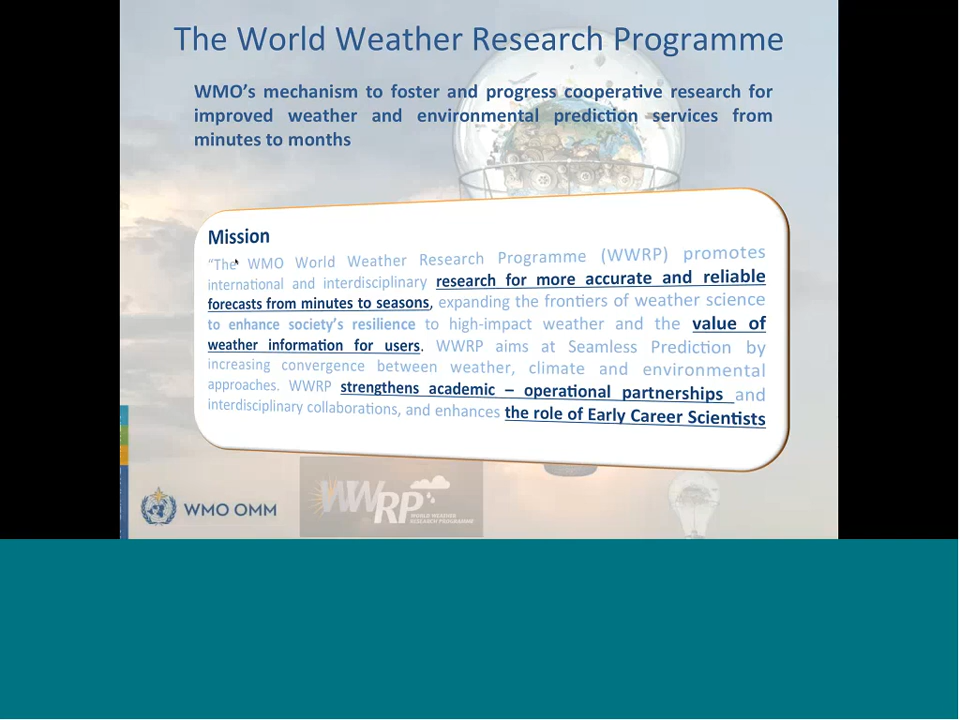 The World Weather Research Programme
WMO’s mechanism to foster and progress cooperative research for
improved weather and environmental prediction services from
minutes to months
Mission
“The WMO World Weather Research Programme (WWRP) promotes
international and interdisciplinary research for more accurate and reliable
forecasts from minutes to seasons, expanding the frontiers of weather science
to enhance society’s resilience to high-impact weather and the value of
weather information for users. WWRP aims at Seamless Prediction by
increasing convergence between weather, climate and environmental
approaches. WWRP strengthens academic – operational partnerships and
interdisciplinary collaborations, and enhances the role of Early Career Scientists
WMO OMM
WWRP
WORLD WEATHER
RESEARCH PROGRAMME